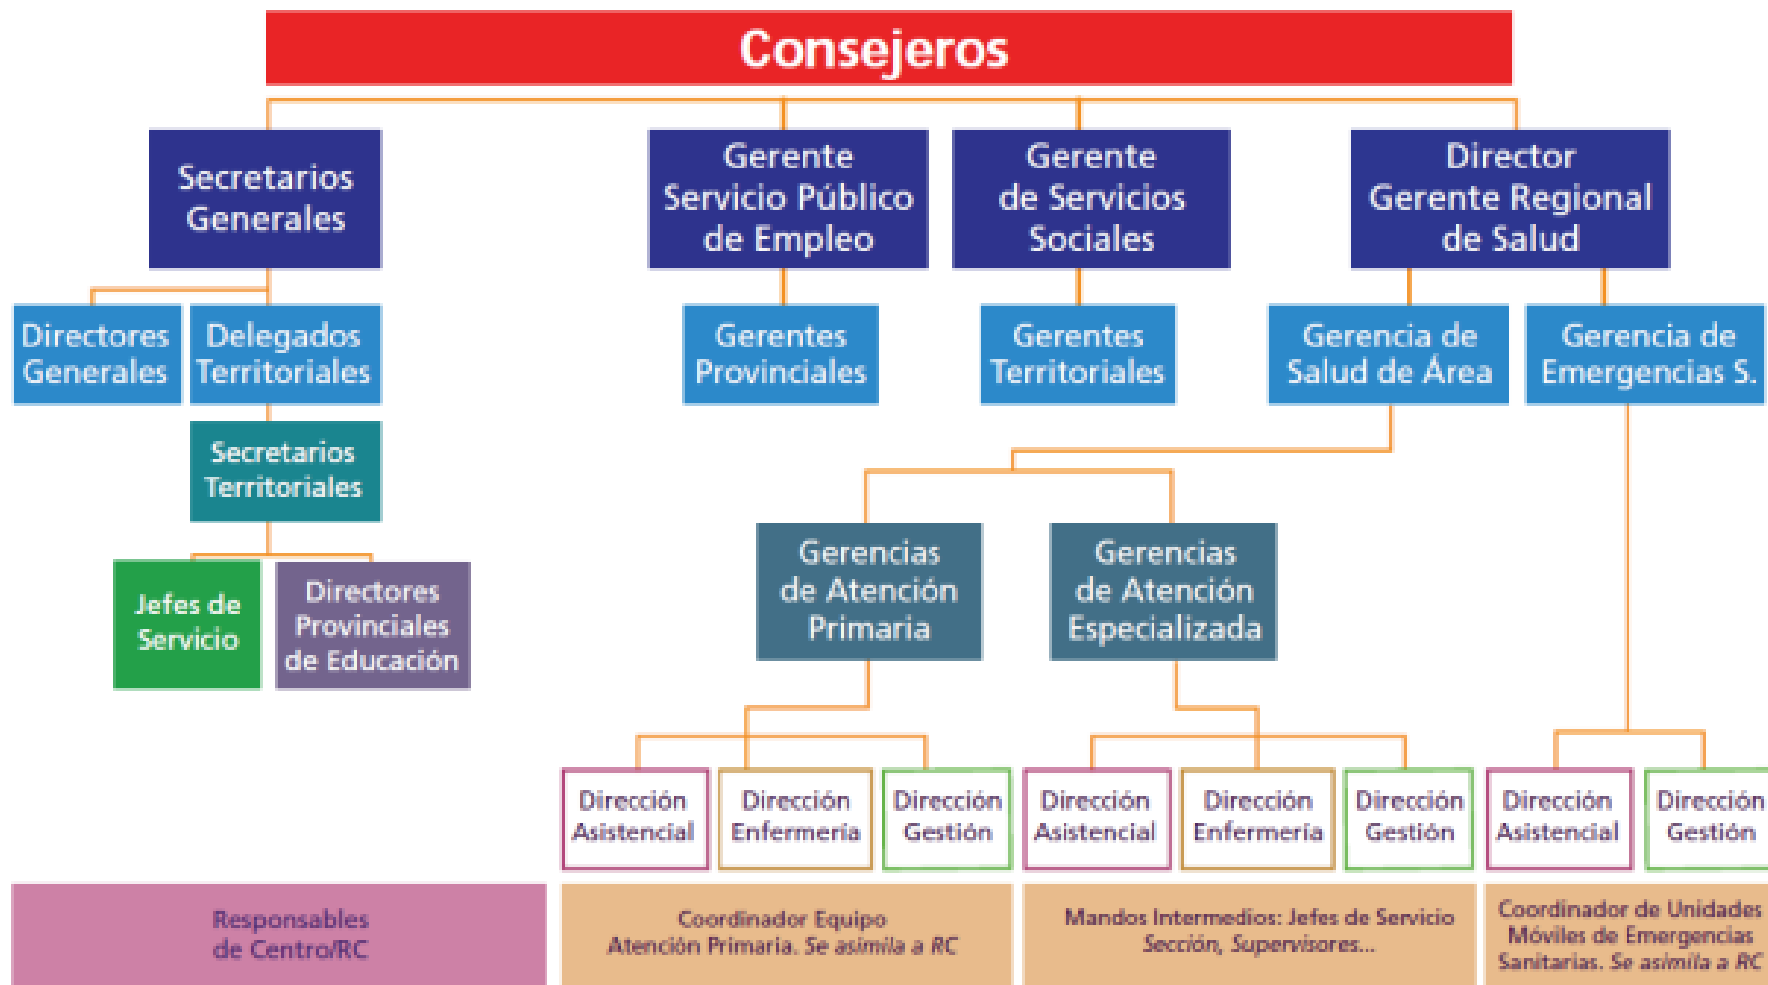 Consejeros
Secretarios
Generales
Gerente
Servicio Público
de Empleo
Gerente
de Servicios
Sociales
Director
Gerente Regional
de Salud
Directores
Generales
Delegados
Territoriales
Gerentes
Provinciales
Gerentes
Territoriales
Gerencia de
Salud de Área
Gerencia de
Emergencias S.
Secretarios
Territoriales
Jefes de
Servicio
Directores
Provinciales
de Educación
Gerencias
de Atención
Primaria
Gerencias
de Atención
Especializada
Dirección
Asistencial
Dirección
Enfermería
Dirección
Gestión
Dirección
Asistencial
Dirección
Enfermería
Dirección
Gestión
Dirección
Asistencial
Dirección
Gestión
Responsables
de Centro/RC
Coordinador Equipo
Atención Primaria. Se asimila a RC
Mandos Intermedios: Jefes de Servicio
Sección, Supervisores...
Coordinador de Unidades
Móviles de Emergencias
Sanitarias. Se asimila a RC